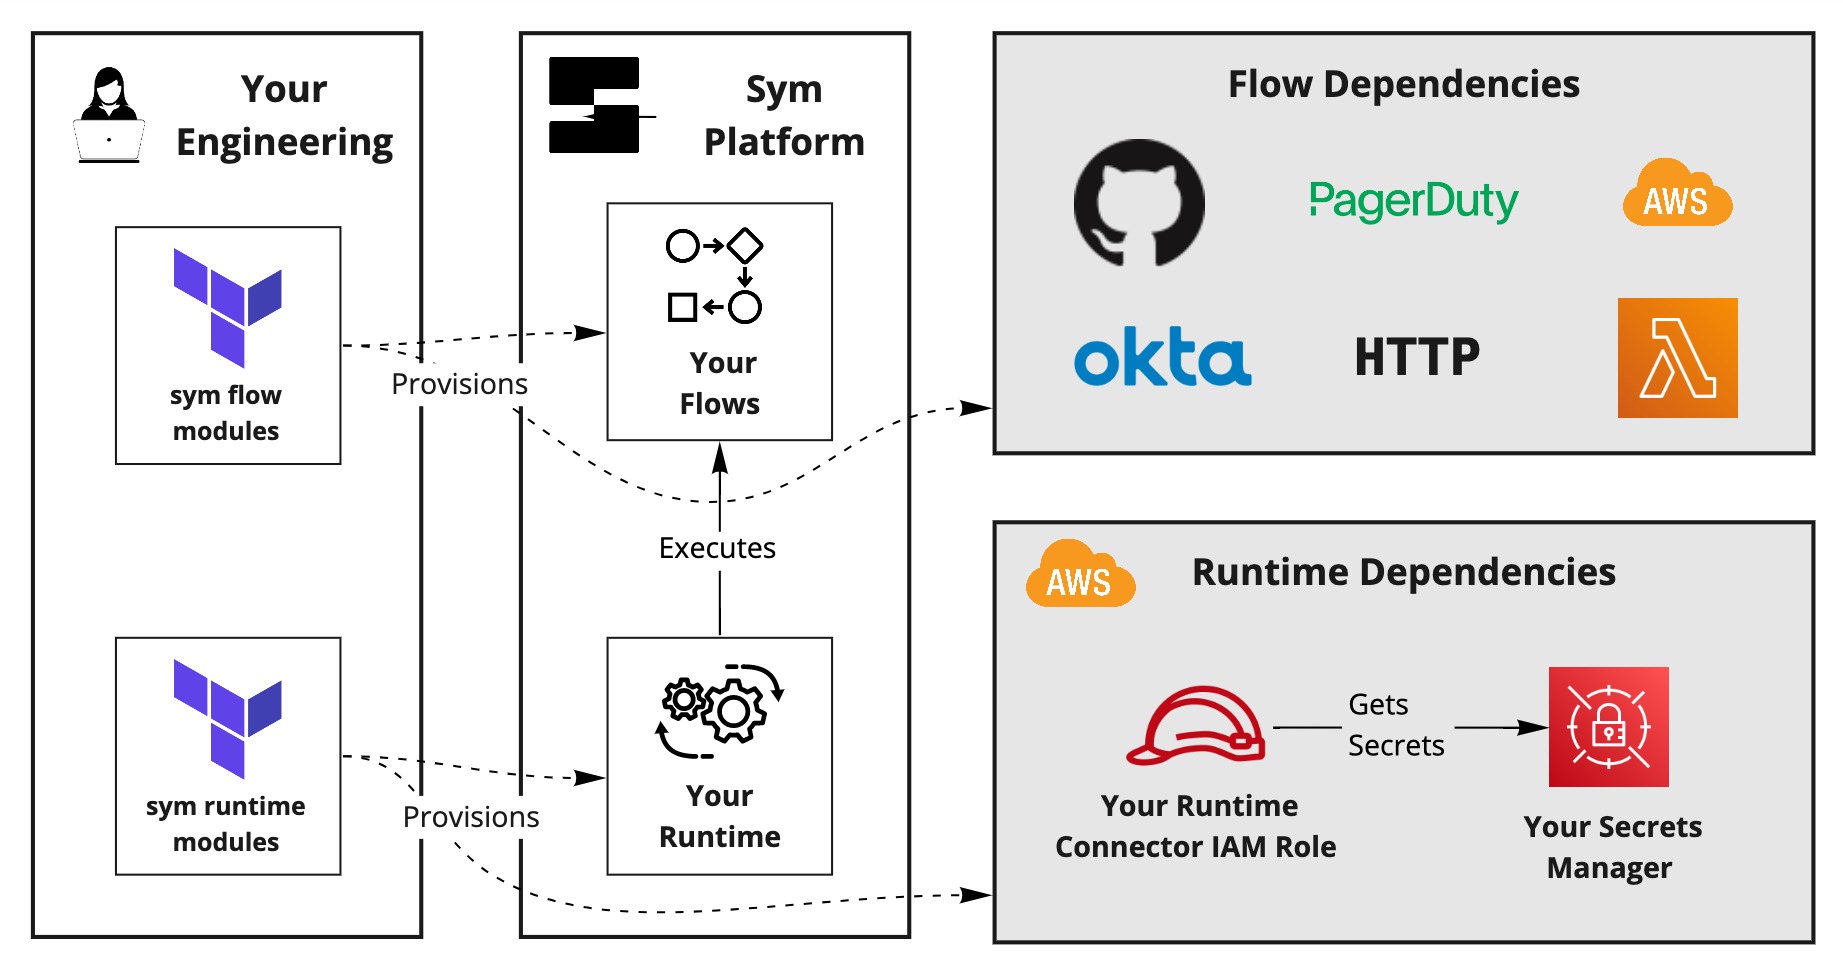 Your
Engineering
sym flow
modules
sym runtime
modules
Provisions
Provisions
Sym
Platform
Your
Flows
Executes
Your
Runtime
Flow Dependencies
PagerDuty
AWS
okta
HTTP
AWS
Runtime Dependencies
Gets
Secrets
Your Runtime
Connector IAM Role
Your Secrets
Manager